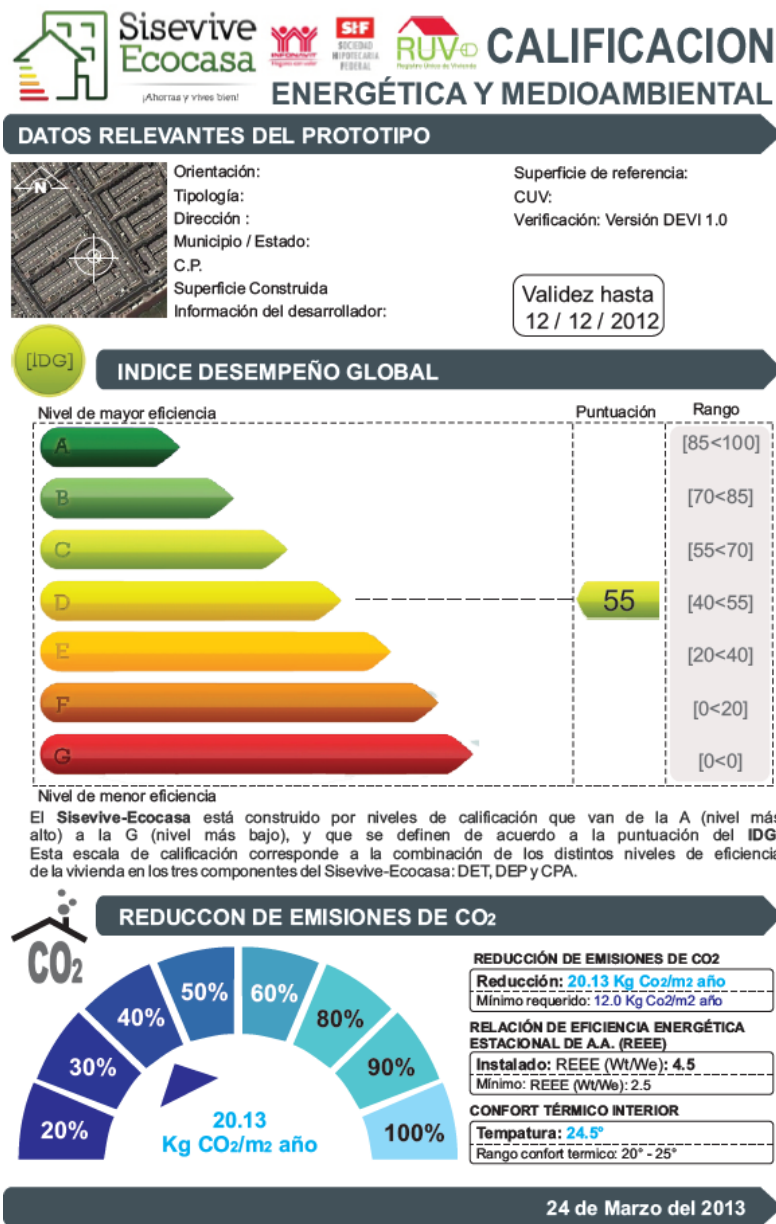 Sisevive
Ecocasa
¡Ahorras y vives bien!
INFONAVIT
SHF
SOCIEDAD
HIPOTECARIA
FEDERAL
RUV
Registro Único de Vivienda
CALIFICACION
ENERGÉTICA Y MEDIOAMBIENTAL
DATOS RELEVANTES DEL PROTOTIPO
N
Orientación:
Tipología:
Dirección :
Municipio / Estado:
C.P.
Superficie Construida
Información del desarrollador:
Superficie de referencia:
CUV:
Verificación: Versión DEVI 1.0
Validez hasta
12 / 12 / 2012
[IDG]
INDICE DESEMPEÑO GLOBAL
Nivel de mayor eficiencia
Puntuación
Rango
A
[85<100]
B
[70<85]
C
[55<70]
D
55
[40<55]
E
[20<40]
F
[0<20]
G
[0<0]
Nivel de menor eficiencia
El Sisevive-Ecocasa está construido por niveles de calificación que van de la A (nivel más
alto) a la G (nivel más bajo), y que se definen de acuerdo a la puntuación del IDG
Esta escala de calificación corresponde a la combinación de los distintos niveles de eficiencia
de la vivienda en los tres componentes del Sisevive-Ecocasa: DET, DEP y CPA.
CO2
REDUCCON DE EMISIONES DE CO2
20%
30%
40%
50%
60%
80%
90%
100%
20.13
Kg CO2/m2 año
REDUCCIÓN DE EMISIONES DE CO2
Reducción: 20.13 Kg Co2/m2 año
Mínimo requerido: 12.0 Kg Co2/m2 año
RELACIÓN DE EFICIENCIA ENERGÉTICA
ESTACIONAL DE A.A. (REEE)
Instalado: REEE (Wt/We): 4.5
Mínimo: REEE (Wt/We): 2.5
CONFORT TÉRMICO INTERIOR
Tempatura: 24.5°
Rango confort termico: 20° - 25°
24 de Marzo del 2013